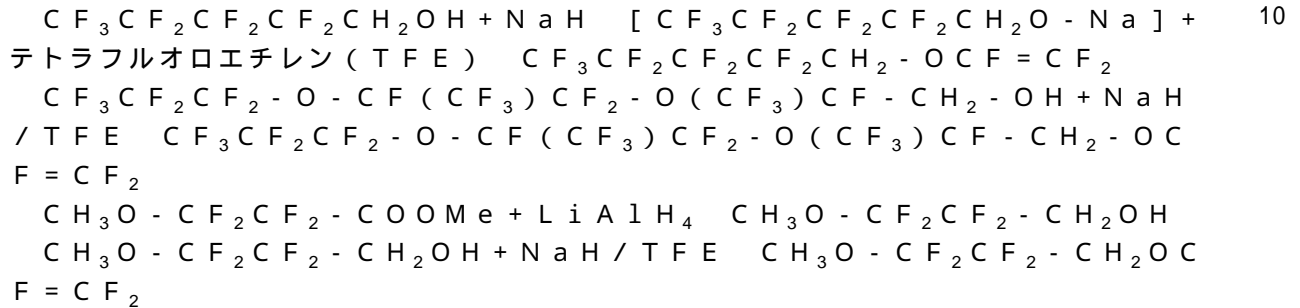 CF₃CF₂CF₂CF₂CH₂OH+NaH [CF₃CF₂CF₂CF₂CH₂O-Na]+ 10
テトラフルオロエチレン(TFE) CF₃CF₂CF₂CF₂CH₂-OCF=CF₂
CF₃CF₂CF₂-O-CF(CF₃)CF₂-O(CF₃)CF-CH₂-OH+NaH
/TFE CF₃CF₂CF₂-O-CF(CF₃)CF₂-O(CF₃)CF-CH₂-OC
F=CF₂
CH₃O-CF₂CF₂-COOMe+LiAlH₄ CH₃O-CF₂CF₂-CH₂OH
CH₃O-CF₂CF₂-CH₂OH+NaH/TFE CH₃O-CF₂CF₂-CH₂OC
F=CF₂